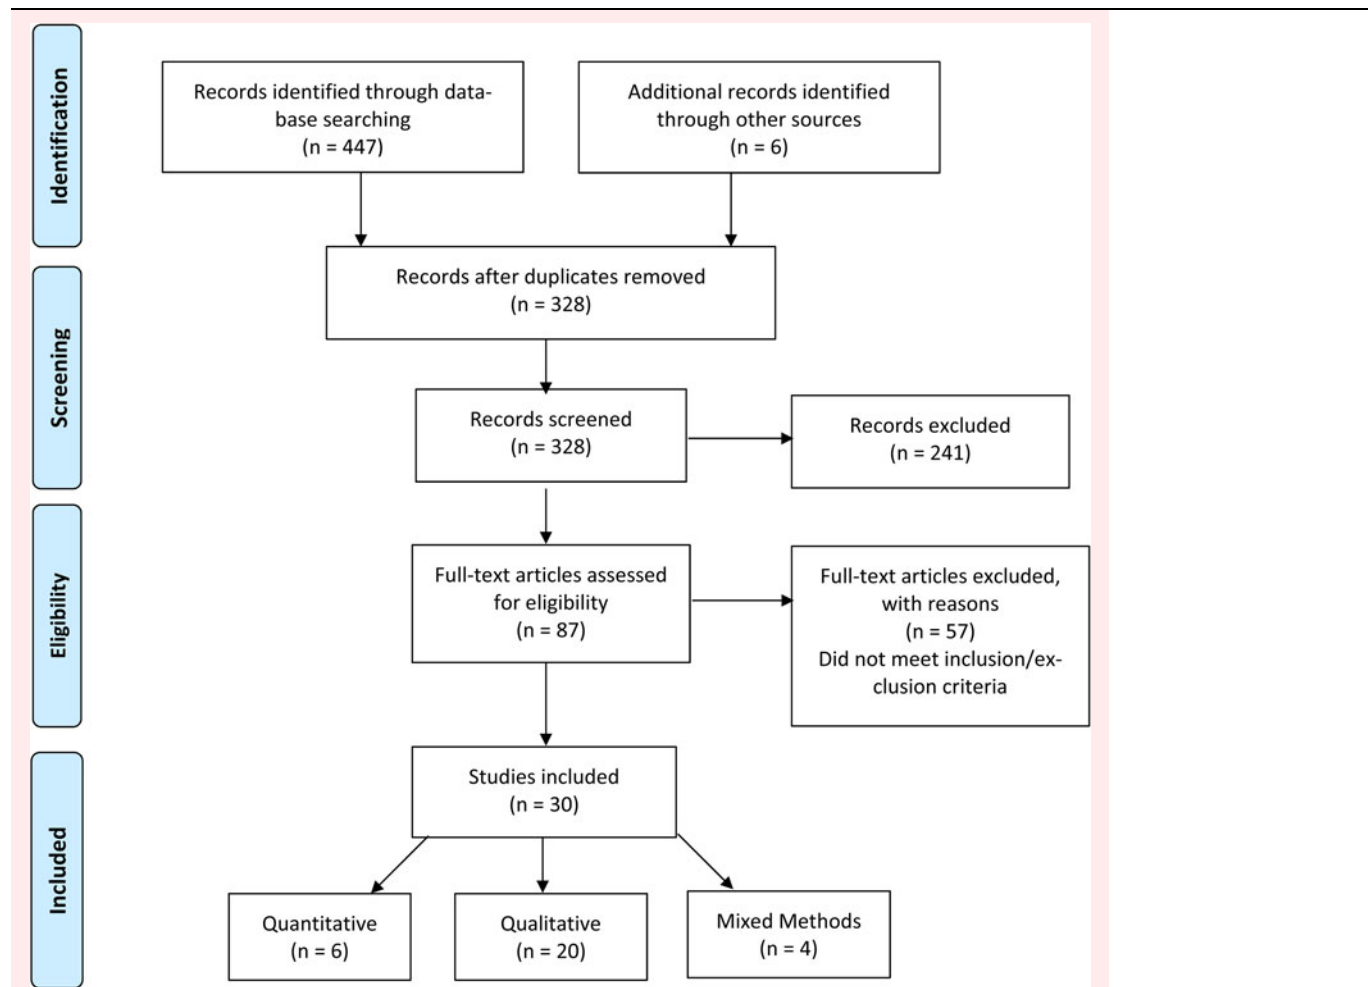 Identification
Records identified through data-
base searching
(n = 447)
Additional records identified
through other sources
(n = 6)
Screening
Records after duplicates removed
(n = 328)
Records screened
(n = 328)
Records excluded
(n = 241)
Eligibility
Full-text articles assessed
for eligibility
(n = 87)
Full-text articles excluded,
with reasons
(n = 57)
Did not meet inclusion/ex-
clusion criteria
Included
Studies included
(n = 30)
Quantitative
(n = 6)
Qualitative
(n = 20)
Mixed Methods
(n = 4)